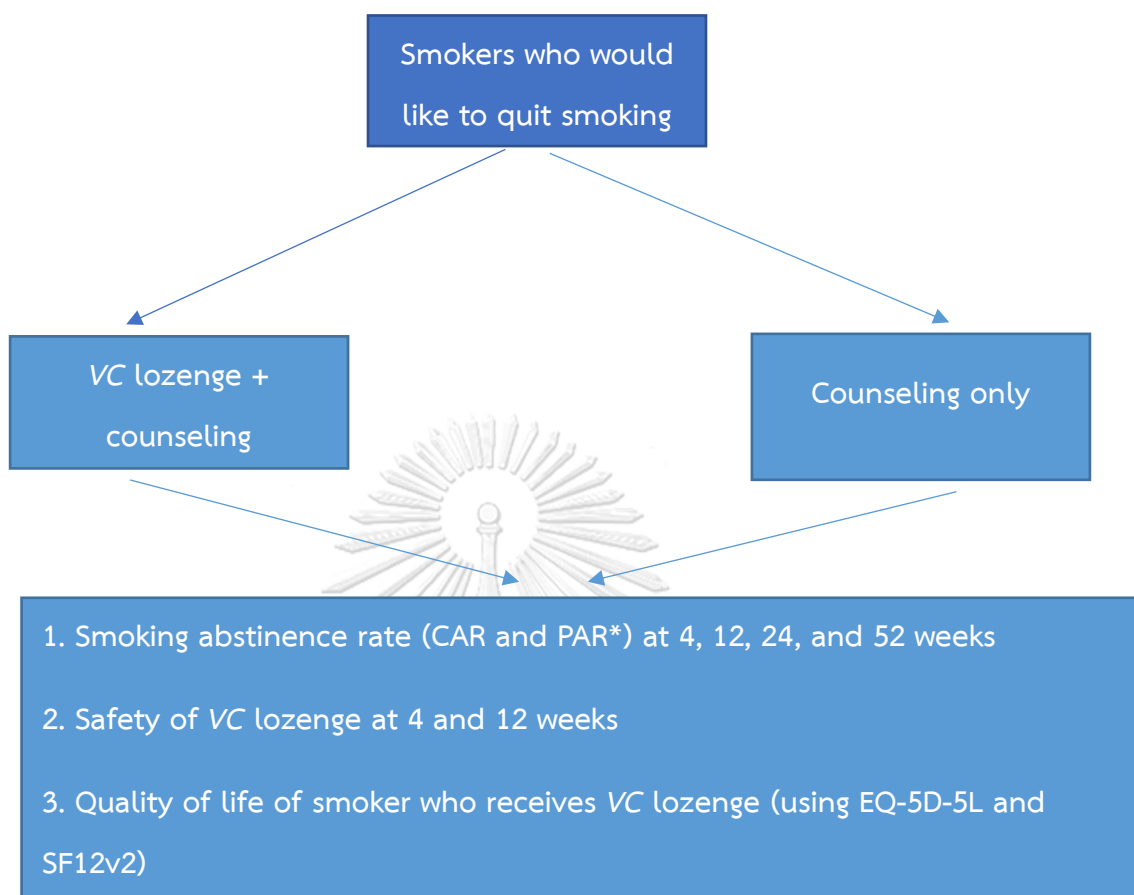 Smokers who would
like to quit smoking
VC lozenge +
counseling
Counseling only
1. Smoking abstinence rate (CAR and PAR*) at 4, 12, 24, and 52 weeks
2. Safety of VC lozenge at 4 and 12 weeks
3. Quality of life of smoker who receives VC lozenge (using EQ-5D-5L and
SF12v2)